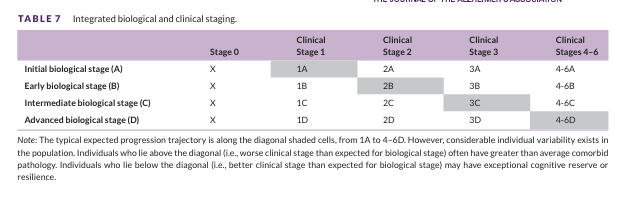 THE JOURNAL OF THE ALZHEIMER'S ASSOCIATION
TABLE 7 Integrated biological and clinical staging.
Stage 0 Clinical Stage 1 Clinical Stage 2 Clinical Stage 3 Clinical Stages 4–6
Initial biological stage (A) X 1A 2A 3A 4-6A
Early biological stage (B) X 1B 2B 3B 4-6B
Intermediate biological stage (C) X 1C 2C 3C 4-6C
Advanced biological stage (D) X 1D 2D 3D 4-6D
Note: The typical expected progression trajectory is along the diagonal shaded cells, from 1A to 4–6D. However, considerable individual variability exists in
the population. Individuals who lie above the diagonal (i.e., worse clinical stage than expected for biological stage) often have greater than average comorbid
pathology. Individuals who lie below the diagonal (i.e., better clinical stage than expected for biological stage) may have exceptional cognitive reserve or
resilience.